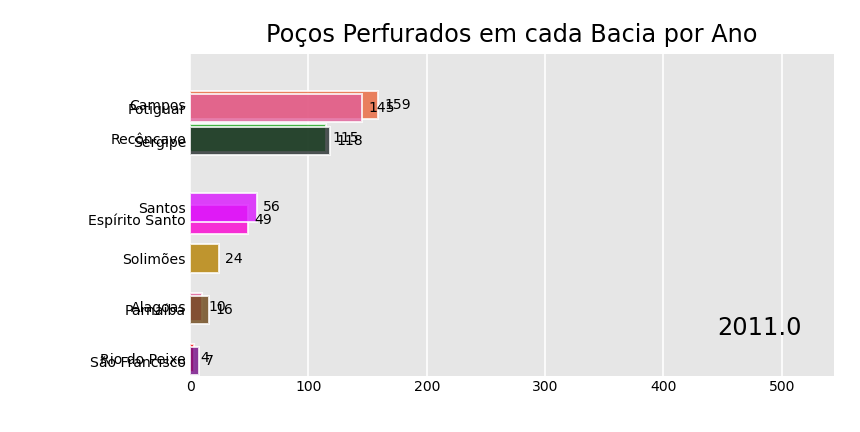 Poços Perfurados em cada Bacia por Ano
Campos 159
Potiguar 145
Recôncavo 115
Sergipe 118
Santos 56
Espírito Santo 49
Solimões 24
Alagoas 10
Parnaíba 16
2011.0
Rio do Peixe 4
São Francisco 7
0 100 200 300 400 500